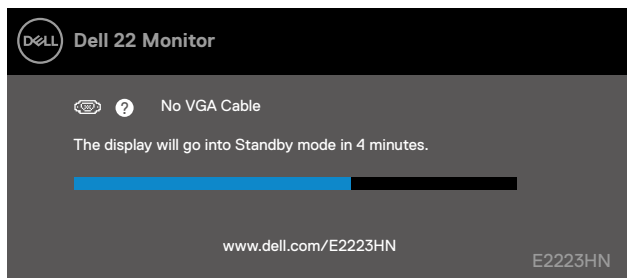 DELL Dell 22 Monitor
? No VGA Cable
The display will go into Standby mode in 4 minutes.
www.dell.com/E2223HN
E2223HN